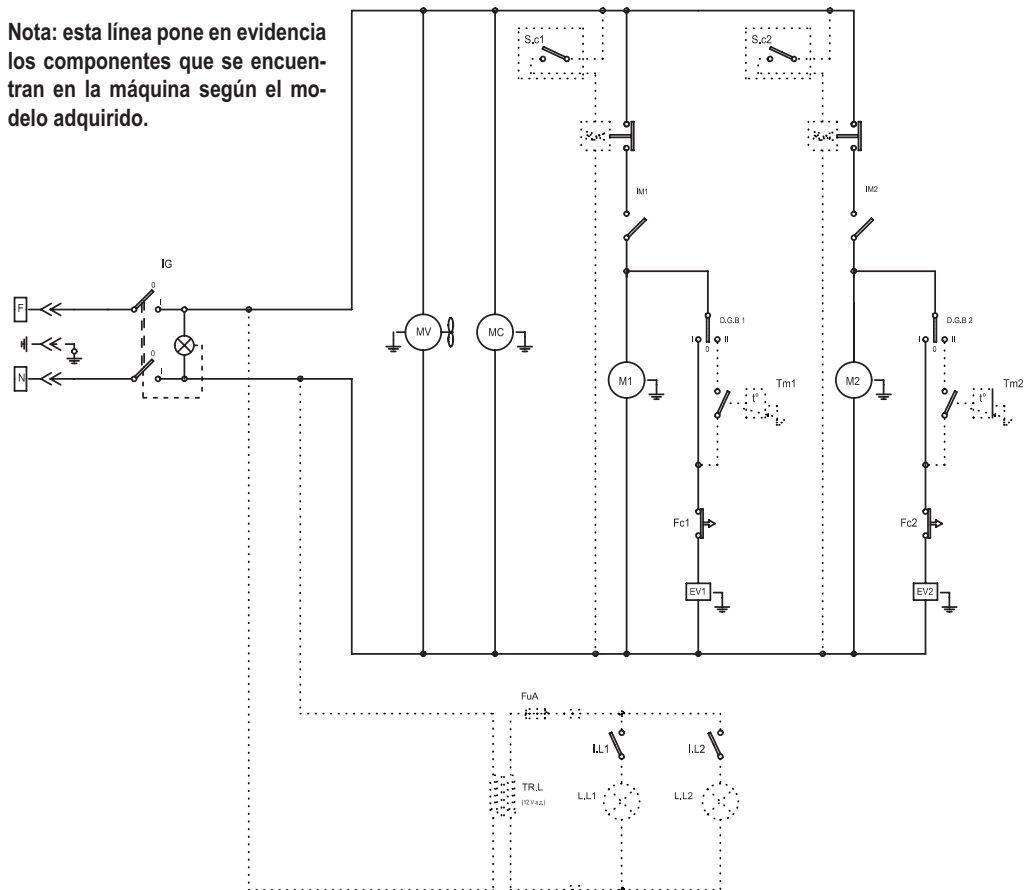 Nota: esta línea pone en evidencia
los componentes que se encuen-
tran en la máquina según el mo-
delo adquirido.
S.c1
S.c2
IM1
IM2
IG
0
F
I
MV
MC
D.G.B 1
I
II
0
D.G.B 2
I
II
0
0
N
I
M1
Tm1
t°
M2
Tm2
t°
Fc1
Fc2
EV1
EV2
FuA
I.L1
I.L2
TR.L
(12 V a.c.)
L.L1
L.L2